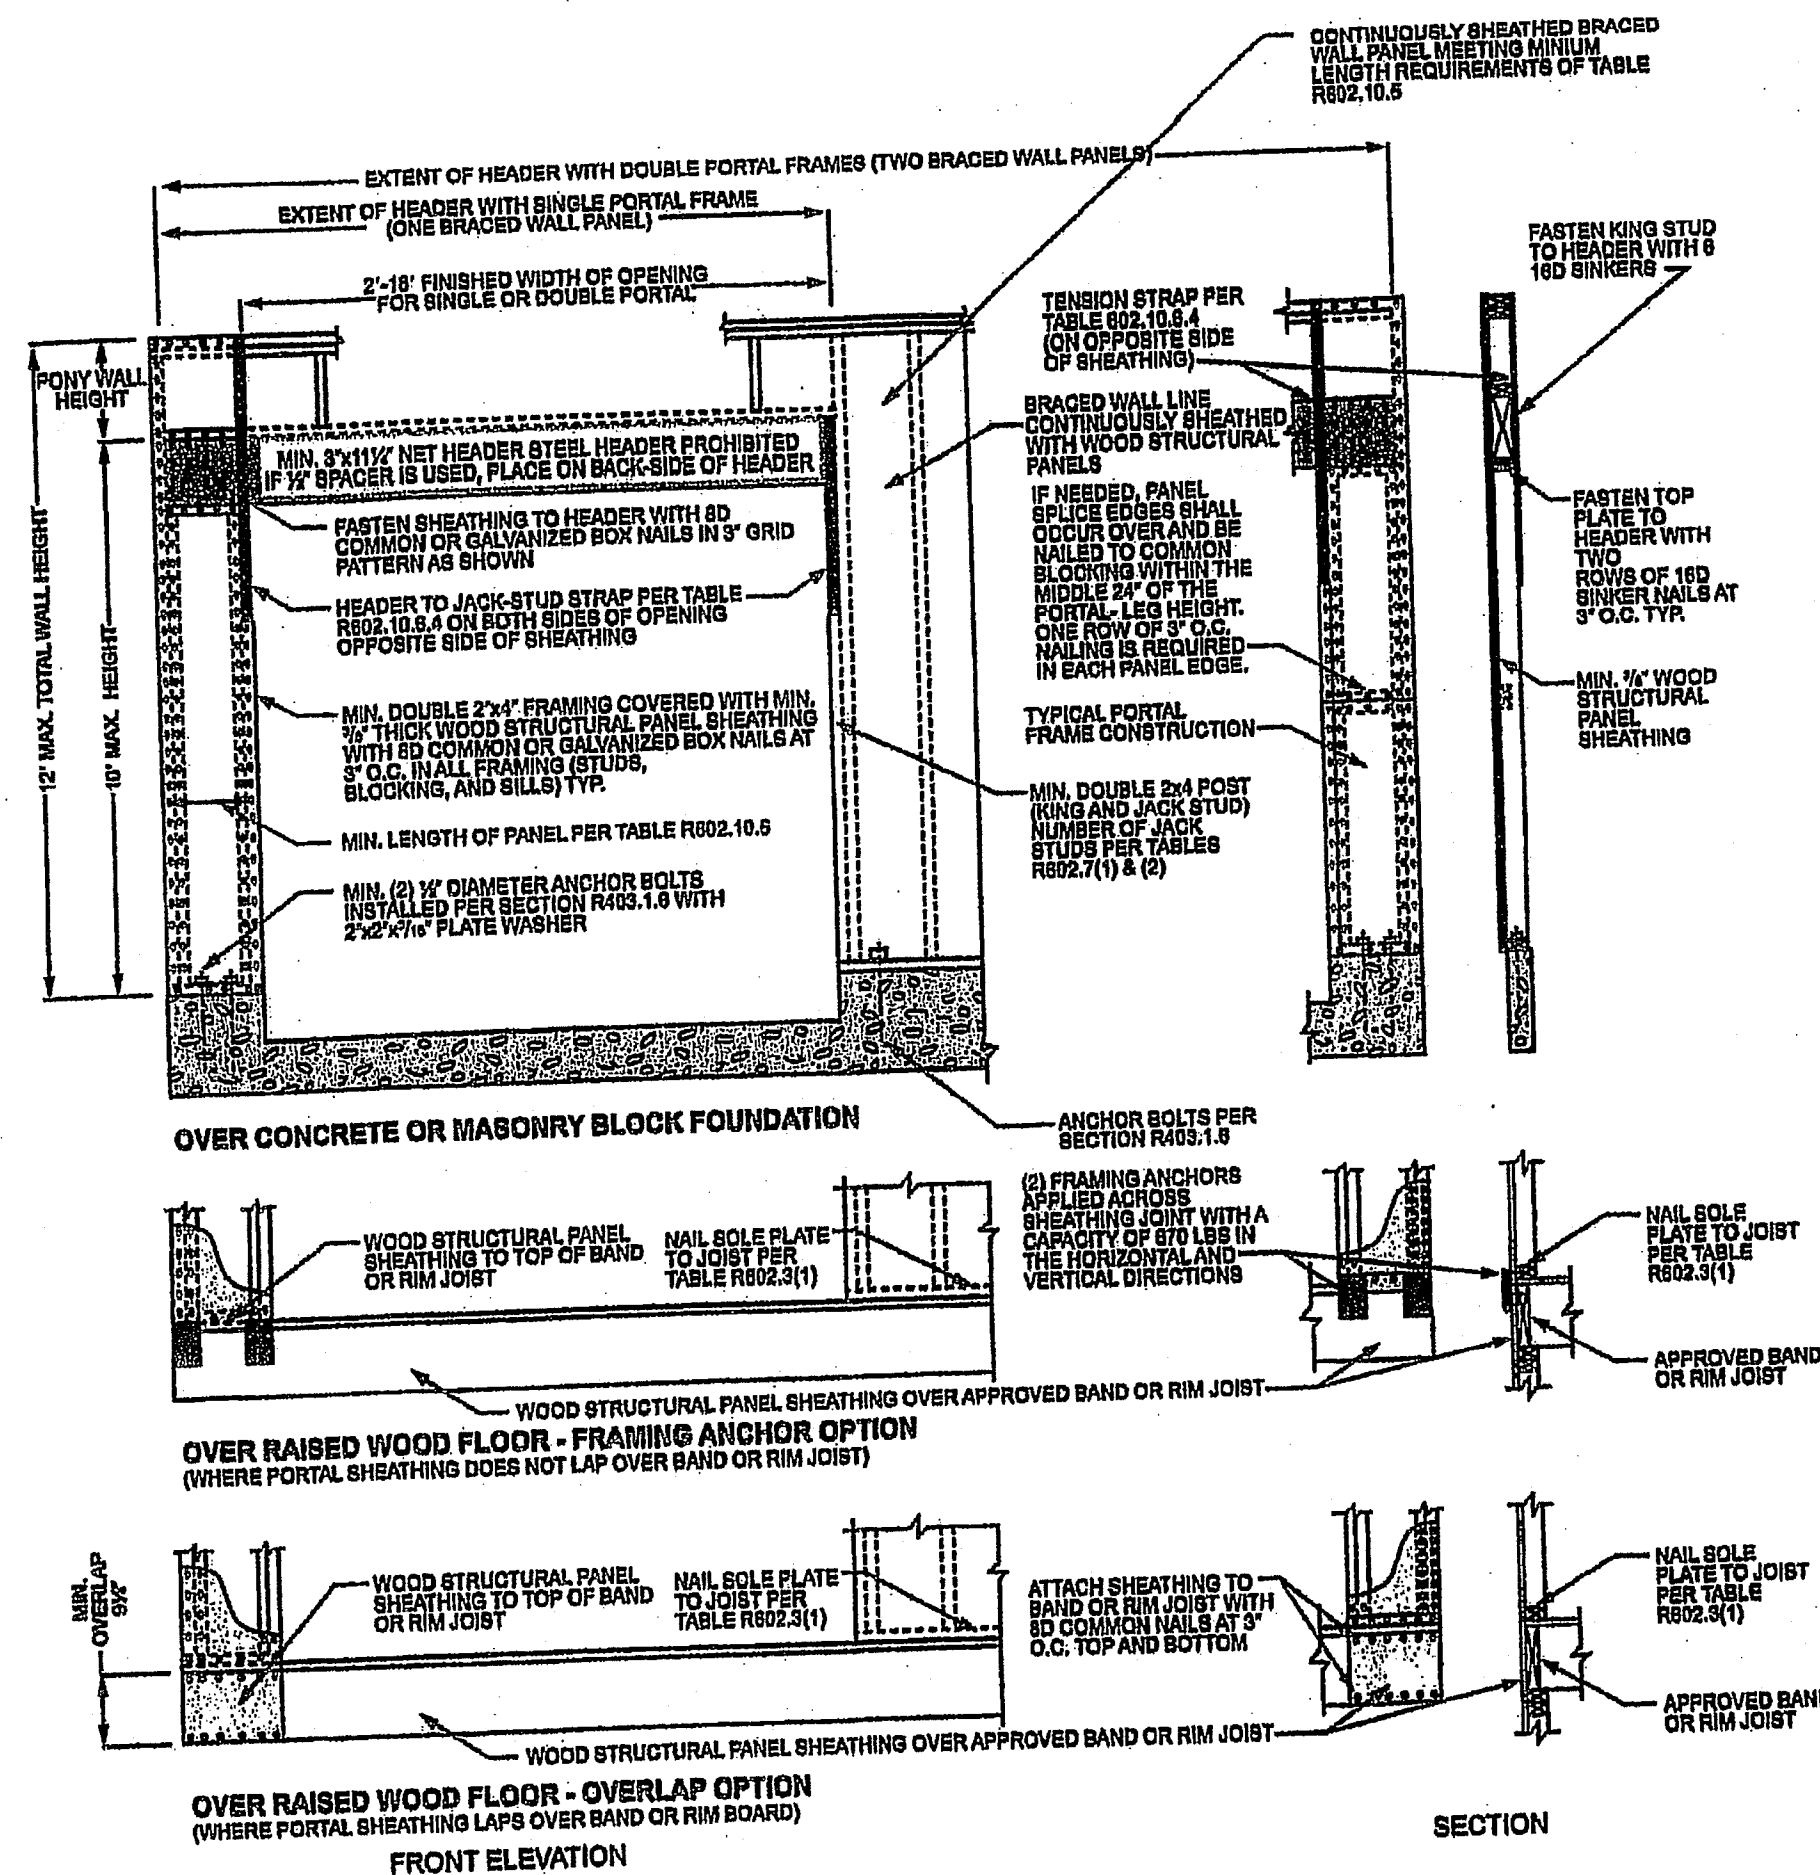 CONTINUOUSLY SHEATHED BRACED
WALL PANEL MEETING MINIUM
LENGTH REQUIREMENTS OF TABLE
R602.10.5
EXTENT OF HEADER WITH DOUBLE PORTAL FRAMES (TWO BRACED WALL PANELS)
EXTENT OF HEADER WITH SINGLE PORTAL FRAME
(ONE BRACED WALL PANEL)
2'-18' FINISHED WIDTH OF OPENING
FOR SINGLE OR DOUBLE PORTAL
FASTEN KING STUD
TO HEADER WITH 6
16D SINKERS
TENSION STRAP PER
TABLE 602.10.6.4
(ON OPPOSITE SIDE
OF SHEATHING)
PONY WALL
HEIGHT
12' MAX. TOTAL WALL HEIGHT
10' MAX. HEIGHT
BRACED WALL LINE
CONTINUOUSLY SHEATHED
WITH WOOD STRUCTURAL
PANELS
MIN. 3"x11¼" NET HEADER STEEL HEADER PROHIBITED
IF ½" SPACER IS USED, PLACE ON BACK-SIDE OF HEADER
FASTEN SHEATHING TO HEADER WITH 8D
COMMON OR GALVANIZED BOX NAILS IN 3" GRID
PATTERN AS SHOWN
HEADER TO JACK-STUD STRAP PER TABLE
R602.10.6.4 ON BOTH SIDES OF OPENING
OPPOSITE SIDE OF SHEATHING
IF NEEDED, PANEL
SPLICE EDGES SHALL
OCCUR OVER AND BE
NAILED TO COMMON
BLOCKING WITHIN THE
MIDDLE 24" OF THE
PORTAL-LEG HEIGHT.
ONE ROW OF 3" O.C.
NAILING IS REQUIRED
IN EACH PANEL EDGE.
FASTEN TOP
PLATE TO
HEADER WITH
TWO
ROWS OF 16D
SINKER NAILS AT
3" O.C. TYP.
MIN. DOUBLE 2"x4" FRAMING COVERED WITH MIN.
⅜" THICK WOOD STRUCTURAL PANEL SHEATHING
WITH 8D COMMON OR GALVANIZED BOX NAILS AT
3" O.C. IN ALL FRAMING (STUDS,
BLOCKING, AND SILLS) TYP.
TYPICAL PORTAL
FRAME CONSTRUCTION
MIN. ⅜" WOOD
STRUCTURAL
PANEL
SHEATHING
MIN. LENGTH OF PANEL PER TABLE R602.10.5
MIN. DOUBLE 2x4 POST
(KING AND JACK STUD)
NUMBER OF JACK
STUDS PER TABLES
R602.7(1) & (2)
MIN. (2) ½" DIAMETER ANCHOR BOLTS
INSTALLED PER SECTION R403.1.6 WITH
2"x2"x3/16" PLATE WASHER
OVER CONCRETE OR MASONRY BLOCK FOUNDATION
ANCHOR BOLTS PER
SECTION R403.1.6
WOOD STRUCTURAL PANEL
SHEATHING TO TOP OF BAND
OR RIM JOIST
NAIL SOLE PLATE
TO JOIST PER
TABLE R602.3(1)
(2) FRAMING ANCHORS
APPLIED ACROSS
SHEATHING JOINT WITH A
CAPACITY OF 670 LBS IN
THE HORIZONTAL AND
VERTICAL DIRECTIONS
NAIL SOLE
PLATE TO JOIST
PER TABLE
R602.3(1)
APPROVED BAND
OR RIM JOIST
WOOD STRUCTURAL PANEL SHEATHING OVER APPROVED BAND OR RIM JOIST
OVER RAISED WOOD FLOOR - FRAMING ANCHOR OPTION
(WHERE PORTAL SHEATHING DOES NOT LAP OVER BAND OR RIM JOIST)
MIN.
OVERLAP
9¼"
WOOD STRUCTURAL PANEL
SHEATHING TO TOP OF BAND
OR RIM JOIST
NAIL SOLE PLATE
TO JOIST PER
TABLE R602.3(1)
ATTACH SHEATHING TO
BAND OR RIM JOIST WITH
8D COMMON NAILS AT 3"
O.C. TOP AND BOTTOM
NAIL SOLE
PLATE TO JOIST
PER TABLE
R602.3(1)
APPROVED BAND
OR RIM JOIST
WOOD STRUCTURAL PANEL SHEATHING OVER APPROVED BAND OR RIM JOIST
OVER RAISED WOOD FLOOR - OVERLAP OPTION
(WHERE PORTAL SHEATHING LAPS OVER BAND OR RIM BOARD)
FRONT ELEVATION
SECTION